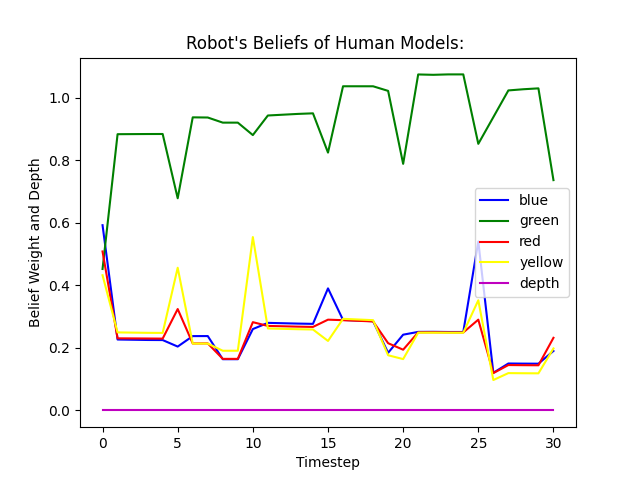 Robot's Beliefs of Human Models:
Belief Weight and Depth
1.0
0.8
0.6
0.4
0.2
0.0
blue
green
red
yellow
depth
0 5 10 15 20 25 30
Timestep